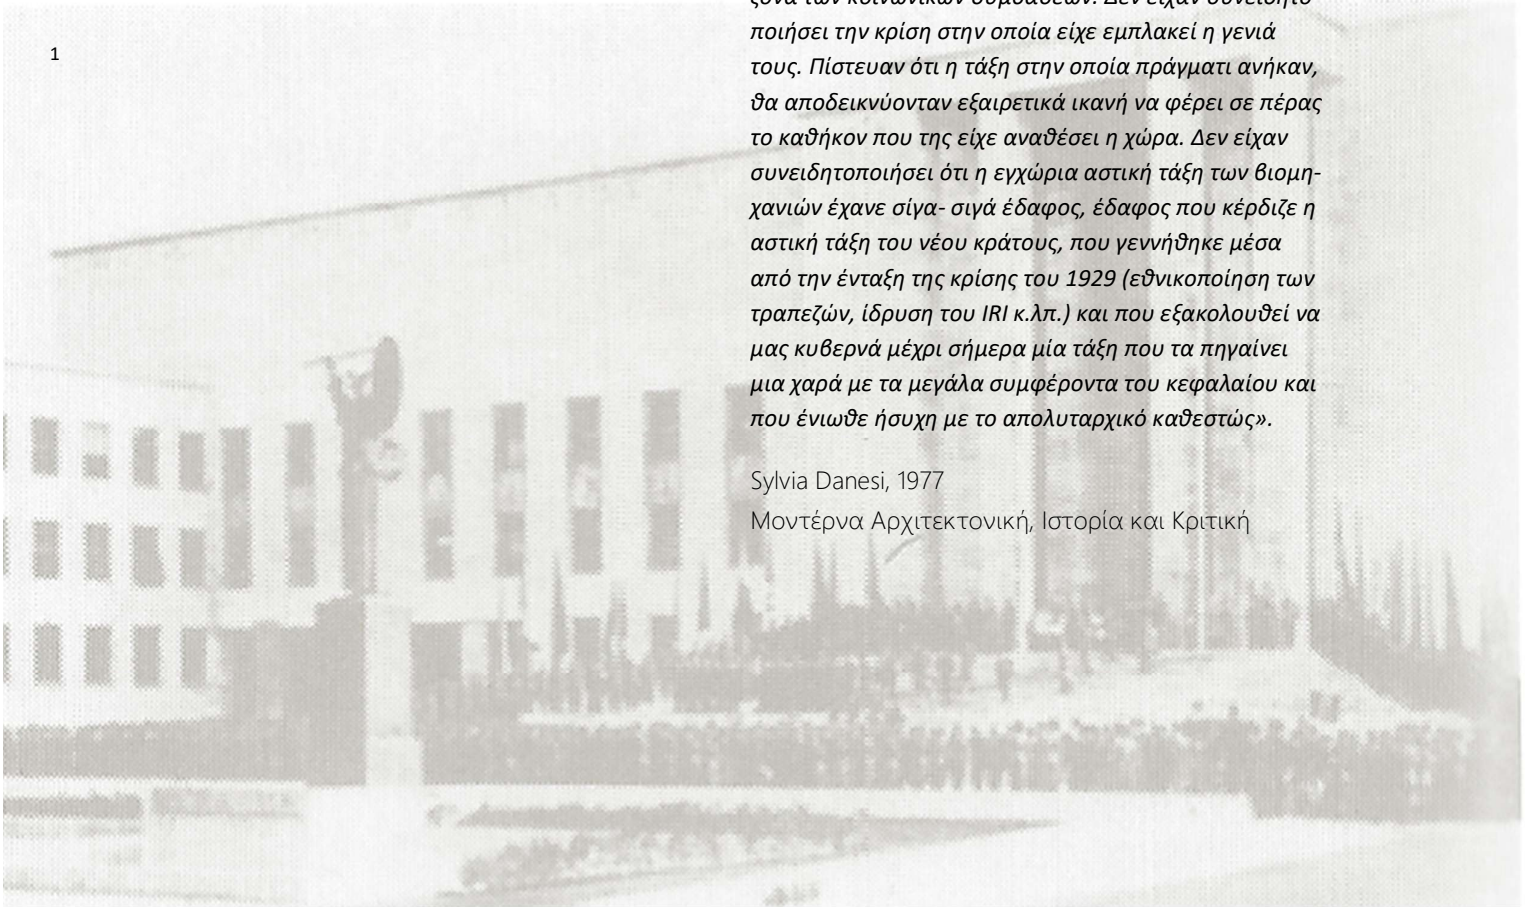 1
ποιήσει την κρίση στην οποία είχε εμπλακεί η γενιά
τους. Πίστευαν ότι η τάξη στην οποία πράγματι ανήκαν,
θα αποδεικνύονταν εξαιρετικά ικανή να φέρει σε πέρας
το καθήκον που της είχε αναθέσει η χώρα. Δεν είχαν
συνειδητοποιήσει ότι η εγχώρια αστική τάξη των βιομη-
χανιών έχανε σίγα- σιγά έδαφος, έδαφος που κέρδιζε η
αστική τάξη του νέου κράτους, που γεννήθηκε μέσα
από την ένταξη της κρίσης του 1929 (εθνικοποίηση των
τραπεζών, ίδρυση του IRI κ.λπ.) και που εξακολουθεί να
μας κυβερνά μέχρι σήμερα μία τάξη που τα πηγαίνει
μια χαρά με τα μεγάλα συμφέροντα του κεφαλαίου και
που ένιωθε ήσυχη με το απολυταρχικό καθεστώς».
Sylvia Danesi, 1977
Μοντέρνα Αρχιτεκτονική, Ιστορία και Κριτική